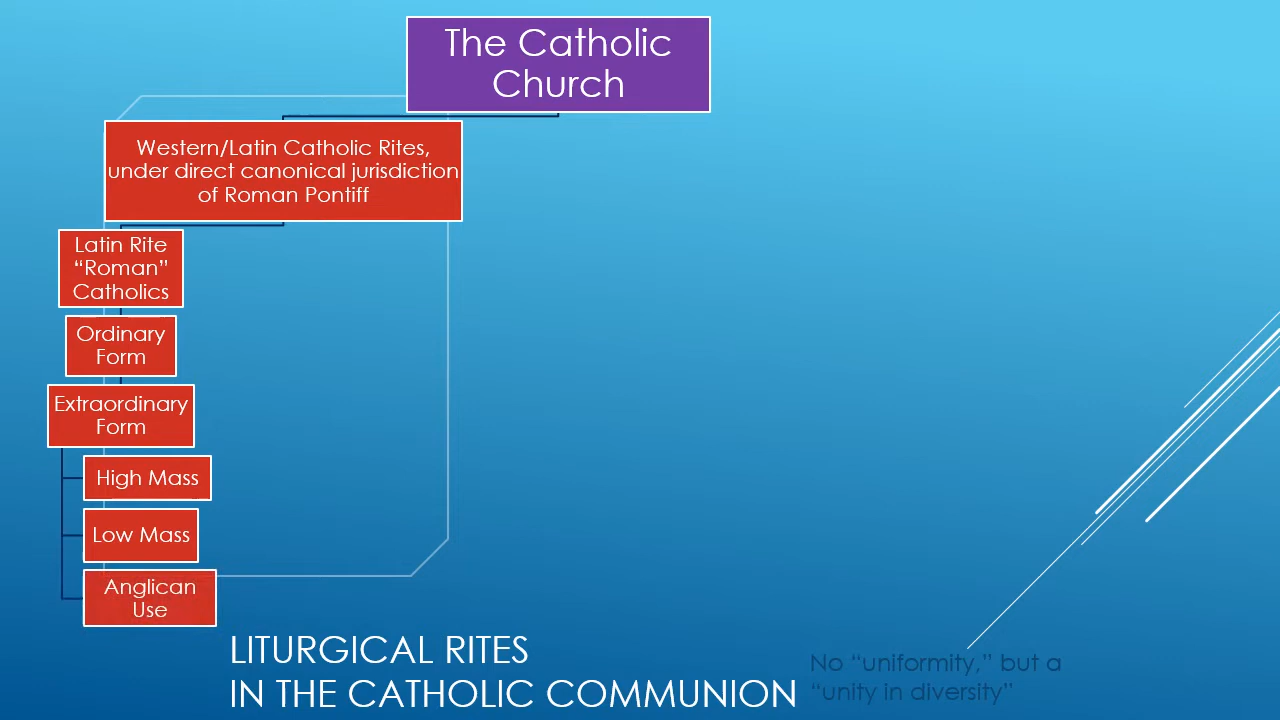 The Catholic
Church
Western/Latin Catholic Rites,
under direct canonical jurisdiction
of Roman Pontiff
Latin Rite
“Roman”
Catholics
Ordinary
Form
Extraordinary
Form
High Mass
Low Mass
Anglican
Use
LITURGICAL RITES
IN THE CATHOLIC COMMUNION
No “uniformity,” but a
“unity in diversity”